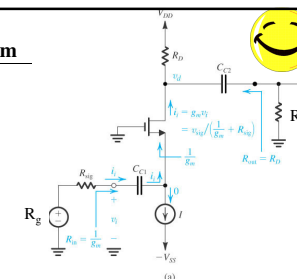 m
V_DD
R_D
v_d
C_C2
i_i = g_m v_i
= v_sig/(1/g_m + R_sig)
R
R_out = R_D
1/g_m
R_sig
i_i
C_C1
i_i
0
R_g
+
−
+
v_i
−
I
R_in = 1/g_m
−V_SS
(a)